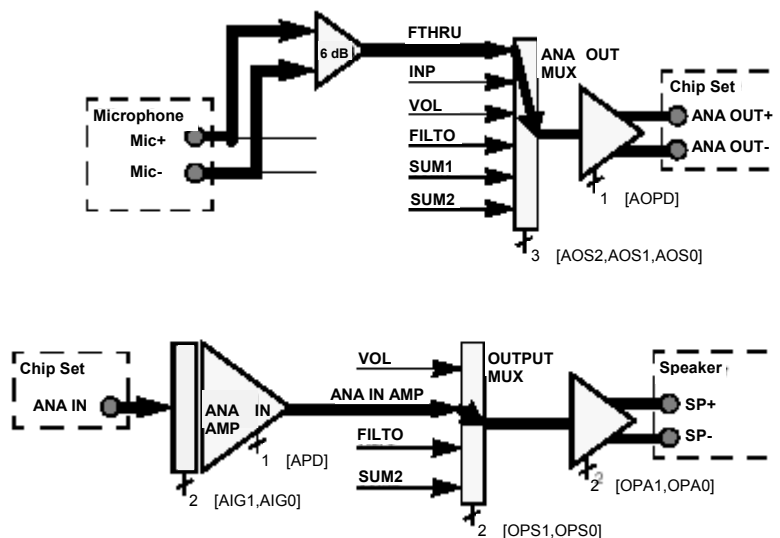 6 dB
FTHRU
ANA OUT
MUX
INP
VOL
FILTO
SUM1
SUM2
Microphone
Mic+
Mic-
Chip Set
ANA OUT+
ANA OUT-
1 [AOPD]
3 [AOS2,AOS1,AOS0]
Chip Set
ANA IN
ANA IN
AMP
1 [APD]
2 [AIG1,AIG0]
VOL
ANA IN AMP
FILTO
SUM2
OUTPUT
MUX
2 [OPS1,OPS0]
Speaker
SP+
SP-
2 [OPA1,OPA0]